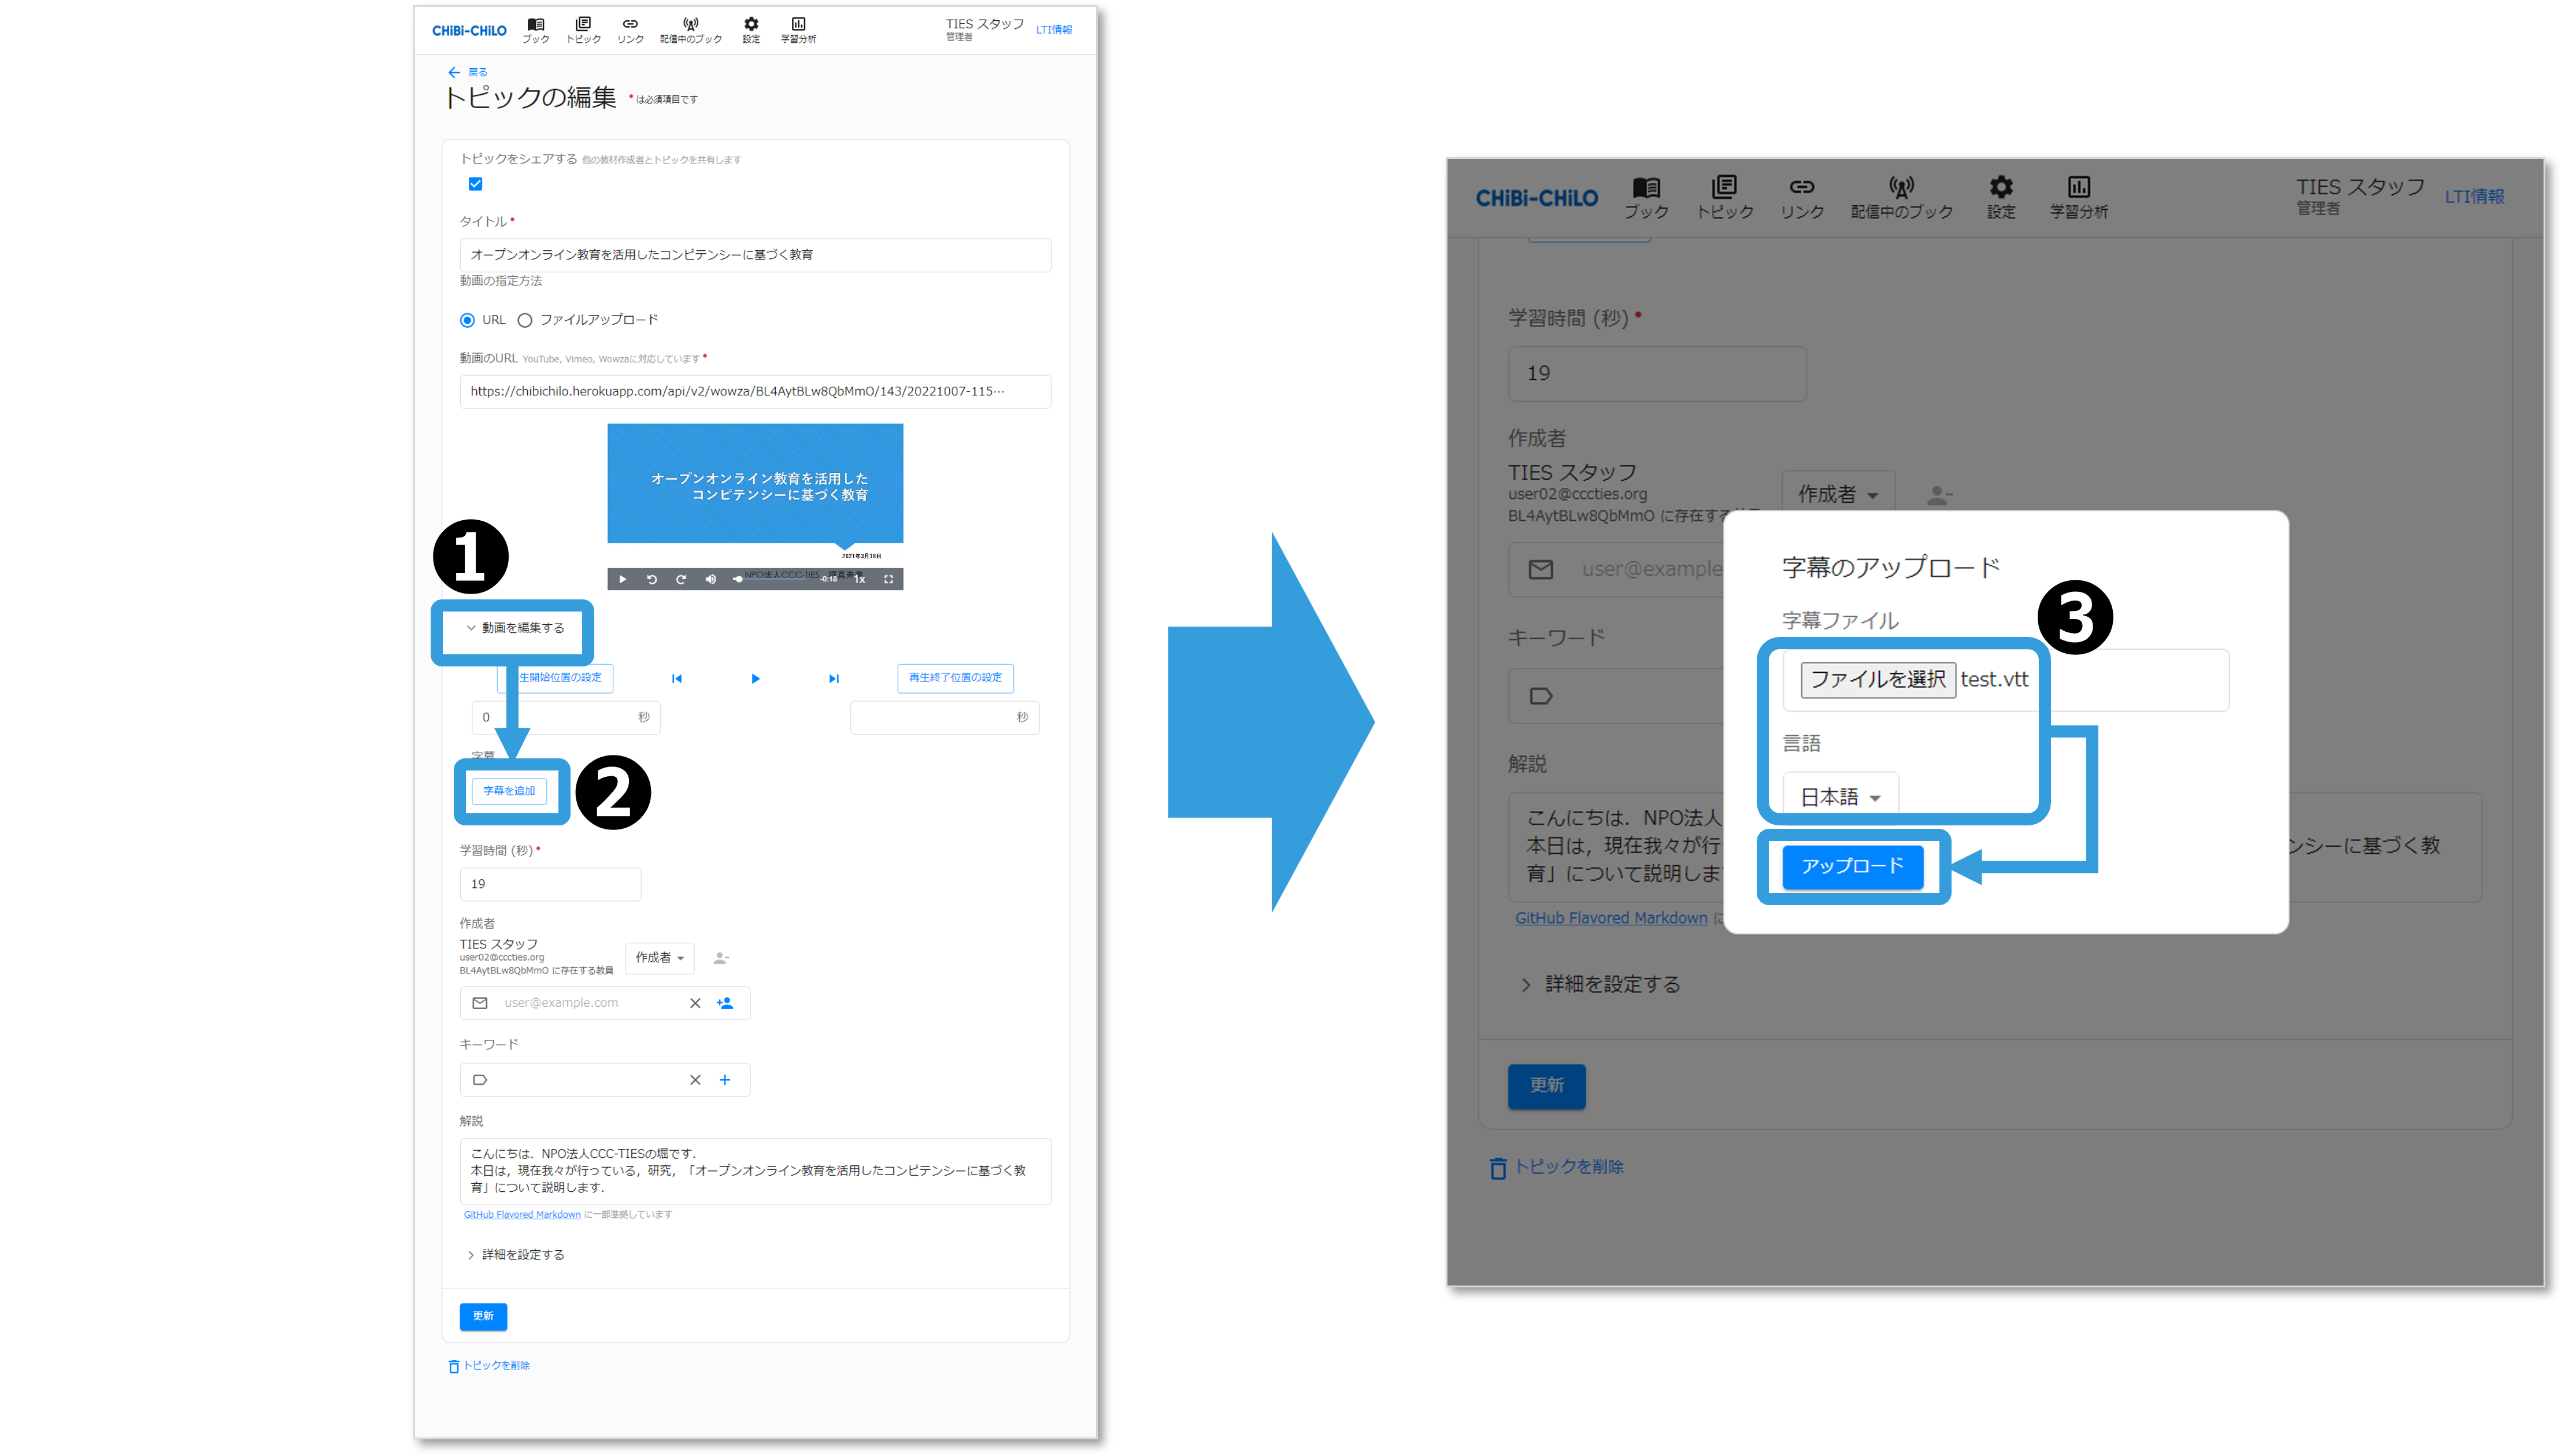 CHiBi-CHiLO
ブック
トピック
リンク
配信中のブック
設定
学習分析
TIES スタッフ
管理者
LTI情報
戻る
トピックの編集 * は必須項目です
トピックをシェアする 他の教材作成者とトピックを共有します
タイトル *
オープンオンライン教育を活用したコンピテンシーに基づく教育
動画の指定方法
URL
ファイルアップロード
動画のURL YouTube, Vimeo, Wowzaに対応しています *
https://chibichilo.herokuapp.com/api/v2/wowza/BL4AytBLw8QbMmO/143/20221007-115…
オープンオンライン教育を活用した
コンピテンシーに基づく教育
2021年3月18日
NPO法人CCC-TIES
-0:18
1x
1
動画を編集する
生開始位置の設定
再生終了位置の設定
0
秒
秒
字幕
字幕を追加
2
学習時間 (秒) *
19
作成者
TIES スタッフ
user02@cccties.org
BL4AytBLw8QbMmO に存在する教員
作成者
user@example.com
キーワード
解説
こんにちは．NPO法人CCC-TIESの堀です．
本日は，現在我々が行っている，研究，「オープンオンライン教育を活用したコンピテンシーに基づく教
育」について説明します．
GitHub Flavored Markdown に一部準拠しています
詳細を設定する
更新
トピックを削除
CHiBi-CHiLO
ブック
トピック
リンク
配信中のブック
設定
学習分析
TIES スタッフ
管理者
LTI情報
学習時間 (秒) *
19
作成者
TIES スタッフ
user02@cccties.org
BL4AytBLw8QbMmO に存在する
作成者
user@example
キーワード
解説
こんにちは．NPO法人
本日は，現在我々が行
ンシーに基づく教
育」について説明しま
GitHub Flavored Markdown に
詳細を設定する
更新
トピックを削除
字幕のアップロード
字幕ファイル
3
ファイルを選択 test.vtt
言語
日本語
アップロード